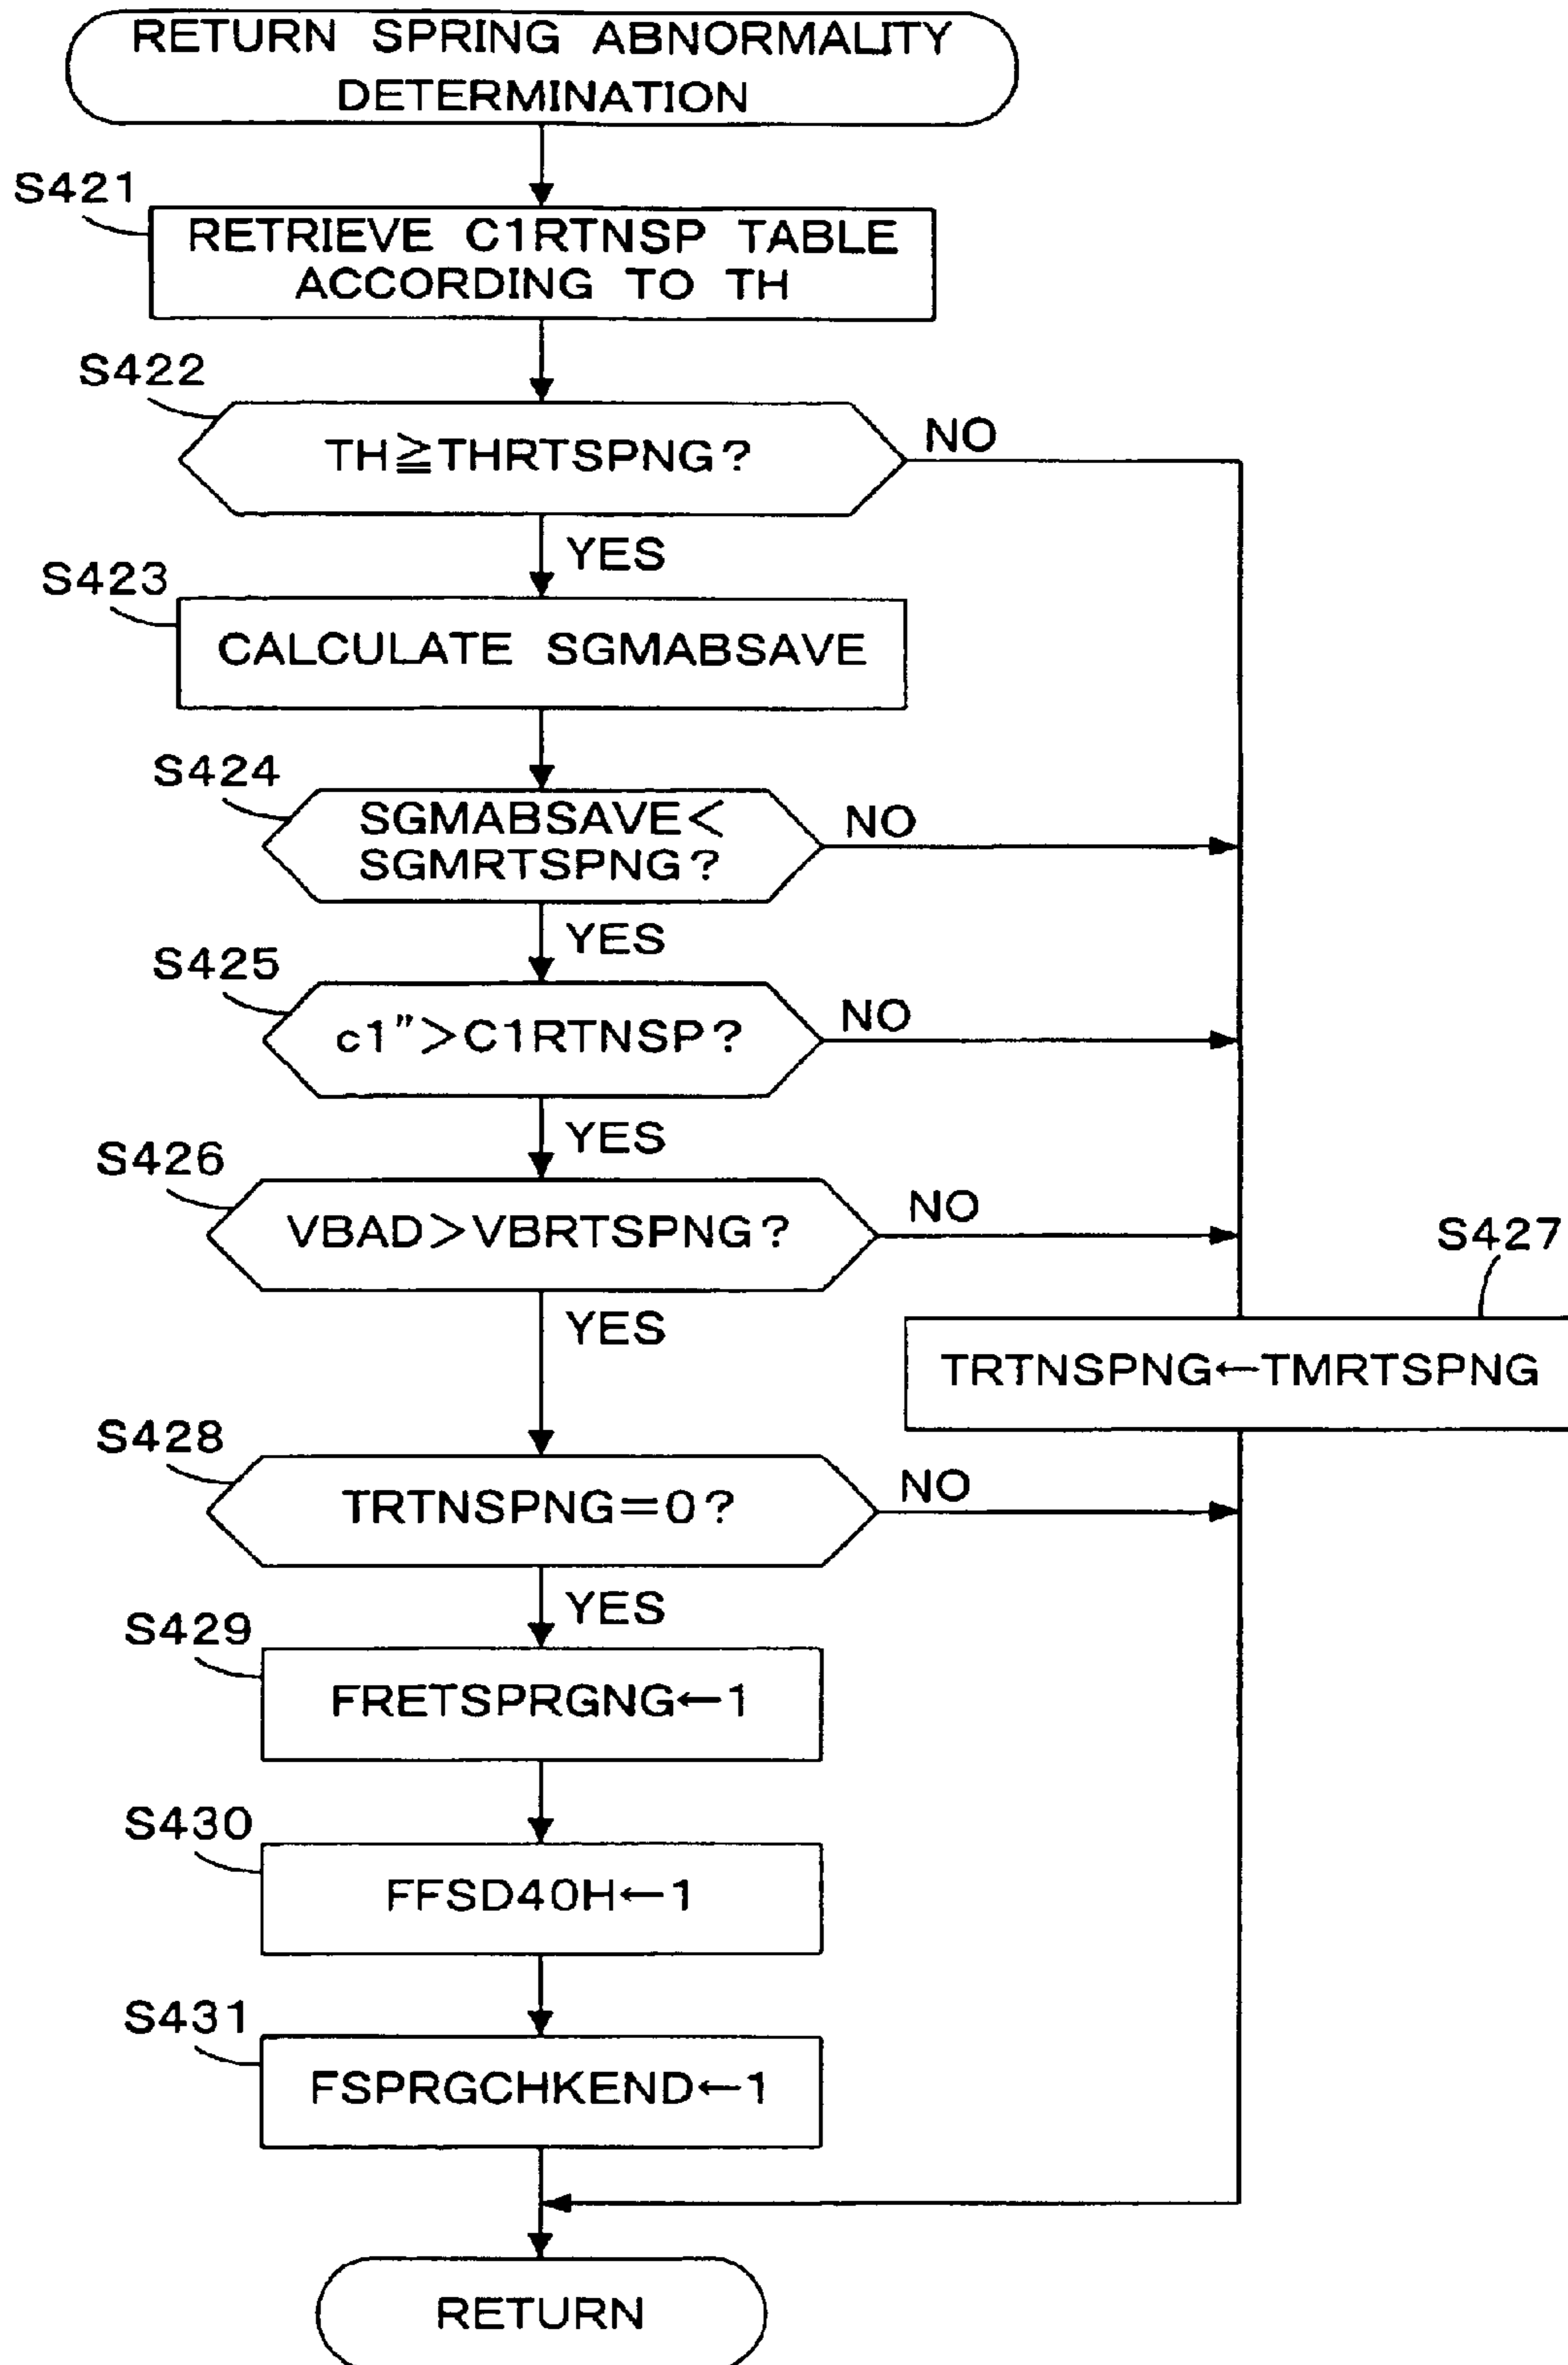 RETURN SPRING ABNORMALITY
DETERMINATION
S421
RETRIEVE C1RTNSP TABLE
ACCORDING TO TH
S422
TH≧THRTSPNG?
NO
YES
S423
CALCULATE SGMABSAVE
S424
SGMABSAVE<
SGMRTSPNG?
NO
YES
S425
c1">C1RTNSP?
NO
YES
S426
VBAD>VBRTSPNG?
NO
YES
S427
TRTNSPNG←TMRTSPNG
S428
TRTNSPNG=0?
NO
YES
S429
FRETSPRGNG←1
S430
FFSD40H←1
S431
FSPRGCHKEND←1
RETURN